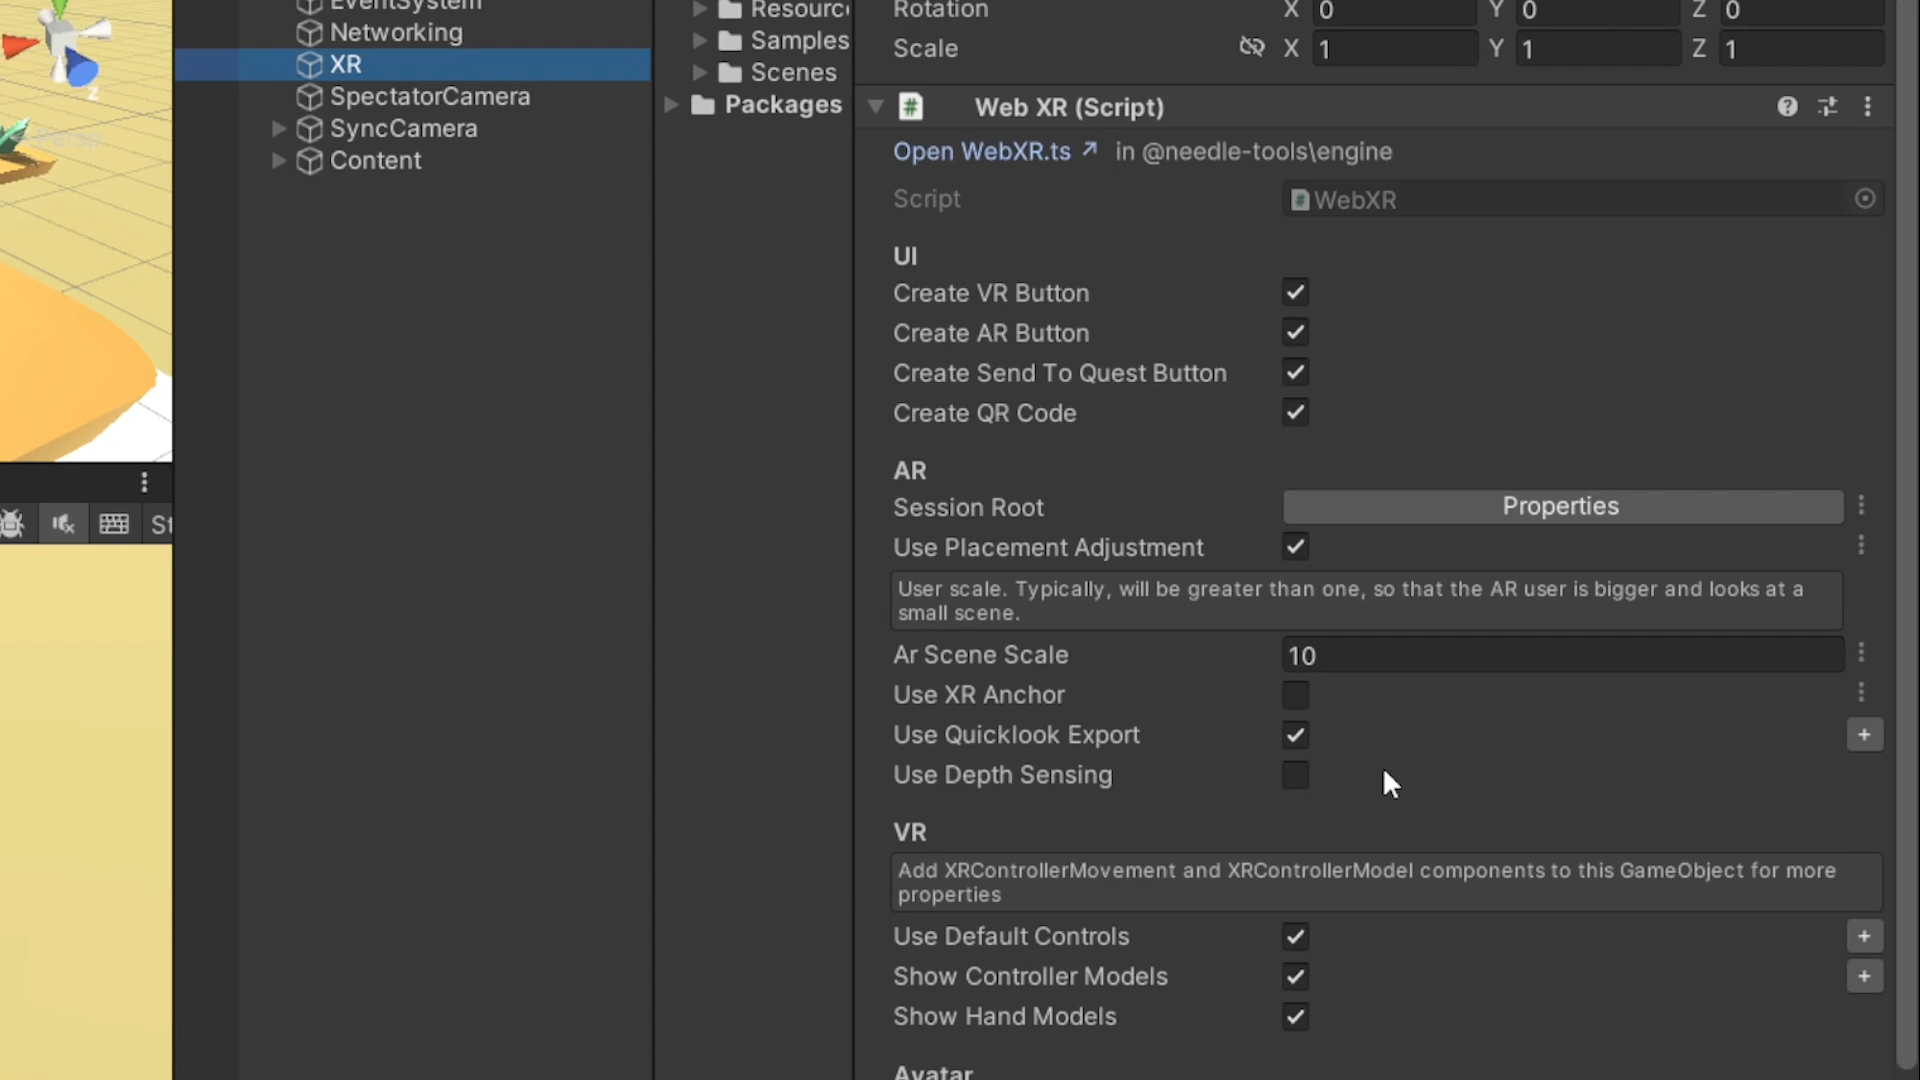 EventSystem
Networking
XR
SpectatorCamera
SyncCamera
Content
Persp
z
Samples
Scenes
Packages
Rotation X 0 Y 0 Z 0
Scale X 1 Y 1 Z 1
# Web XR (Script)
Open WebXR.ts ↗ in @needle-tools\engine
Script # WebXR
UI
Create VR Button
Create AR Button
Create Send To Quest Button
Create QR Code
AR
Session Root Properties
Use Placement Adjustment
User scale. Typically, will be greater than one, so that the AR user is bigger and looks at a
small scene.
Ar Scene Scale 10
Use XR Anchor
Use Quicklook Export +
Use Depth Sensing
VR
Add XRControllerMovement and XRControllerModel components to this GameObject for more
properties
Use Default Controls +
Show Controller Models +
Show Hand Models
Avatar